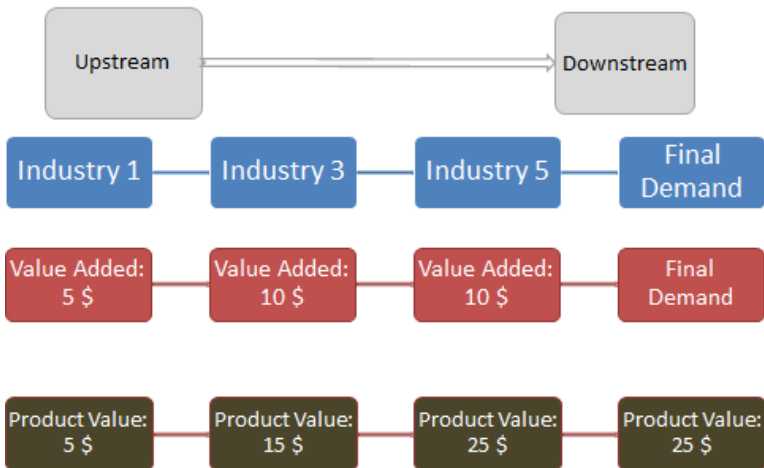 Upstream
Downstream
Industry 1
Industry 3
Industry 5
Final
Demand
Value Added:
5 $
Value Added:
10 $
Value Added:
10 $
Final
Demand
Product Value:
5 $
Product Value:
15 $
Product Value:
25 $
Product Value:
25 $